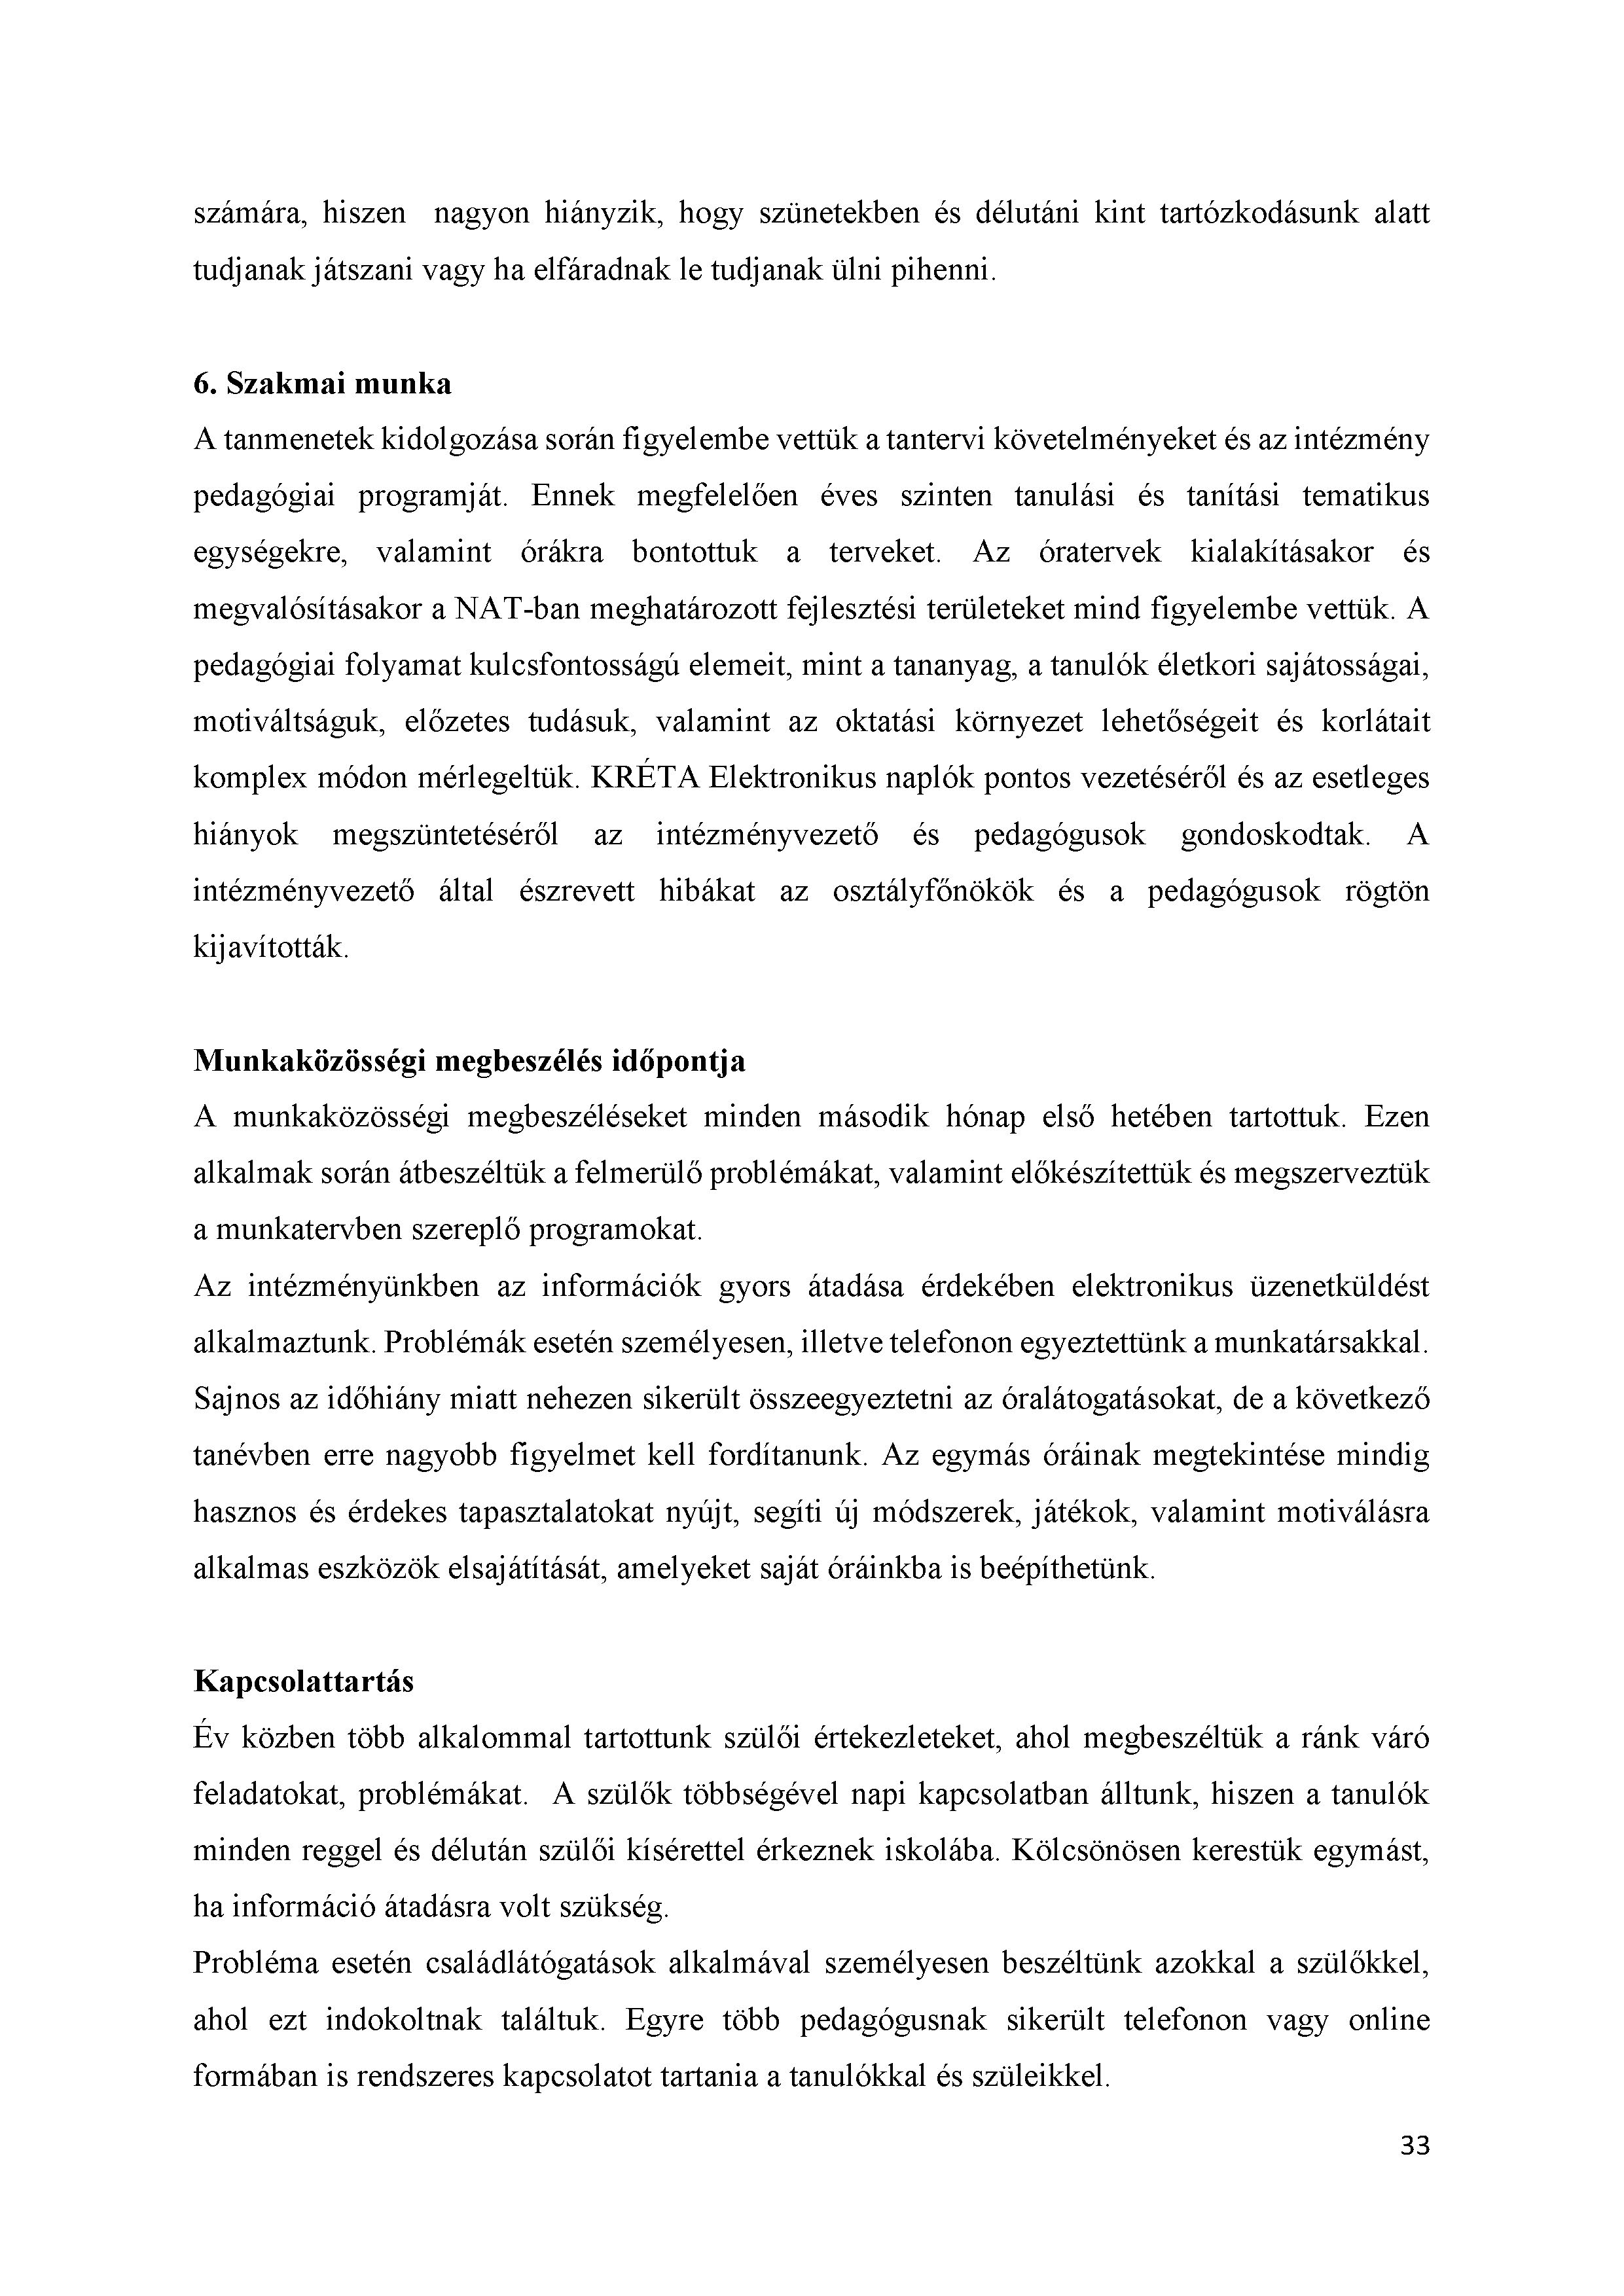 számára, hiszen nagyon hiányzik, hogy szünetekben és délutáni kint tartózkodásunk alatt
tudjanak játszani vagy ha elfáradnak le tudjanak ülni pihenni.
6. Szakmai munka
A tanmenetek kidolgozása során figyelembe vettük a tantervi követelményeket és az intézmény
pedagógiai programját. Ennek megfelelően éves szinten tanulási és tanítási tematikus
egységekre, valamint órákra bontottuk a terveket. Az óratervek kialakításakor és
megvalósításakor a NAT-ban meghatározott fejlesztési területeket mind figyelembe vettük. A
pedagógiai folyamat kulcsfontosságú elemeit, mint a tananyag, a tanulók életkori sajátosságai,
motiváltságuk, előzetes tudásuk, valamint az oktatási környezet lehetőségeit és korlátait
komplex módon mérlegeltük. KRÉTA Elektronikus naplók pontos vezetéséről és az esetleges
hiányok megszüntetéséről az intézményvezető és pedagógusok gondoskodtak. A
intézményvezető által észrevett hibákat az osztályfőnökök és a pedagógusok rögtön
kijavították.
Munkaközösségi megbeszélés időpontja
A munkaközösségi megbeszéléseket minden második hónap első hetében tartottuk. Ezen
alkalmak során átbeszéltük a felmerülő problémákat, valamint előkészítettük és megszerveztük
a munkatervben szereplő programokat.
Az intézményünkben az információk gyors átadása érdekében elektronikus üzenetküldést
alkalmaztunk. Problémák esetén személyesen, illetve telefonon egyeztettünk a munkatársakkal.
Sajnos az időhiány miatt nehezen sikerült összeegyeztetni az óralátogatásokat, de a következő
tanévben erre nagyobb figyelmet kell fordítanunk. Az egymás óráinak megtekintése mindig
hasznos és érdekes tapasztalatokat nyújt, segíti új módszerek, játékok, valamint motiválásra
alkalmas eszközök elsajátítását, amelyeket saját óráinkba is beépíthetünk.
Kapcsolattartás
Év közben több alkalommal tartottunk szülői értekezleteket, ahol megbeszéltük a ránk váró
feladatokat, problémákat. A szülők többségével napi kapcsolatban álltunk, hiszen a tanulók
minden reggel és délután szülői kísérettel érkeznek iskolába. Kölcsönösen kerestük egymást,
ha információ átadásra volt szükség.
Probléma esetén családlátógatások alkalmával személyesen beszéltünk azokkal a szülőkkel,
ahol ezt indokoltnak találtuk. Egyre több pedagógusnak sikerült telefonon vagy online
formában is rendszeres kapcsolatot tartania a tanulókkal és szüleikkel.
33